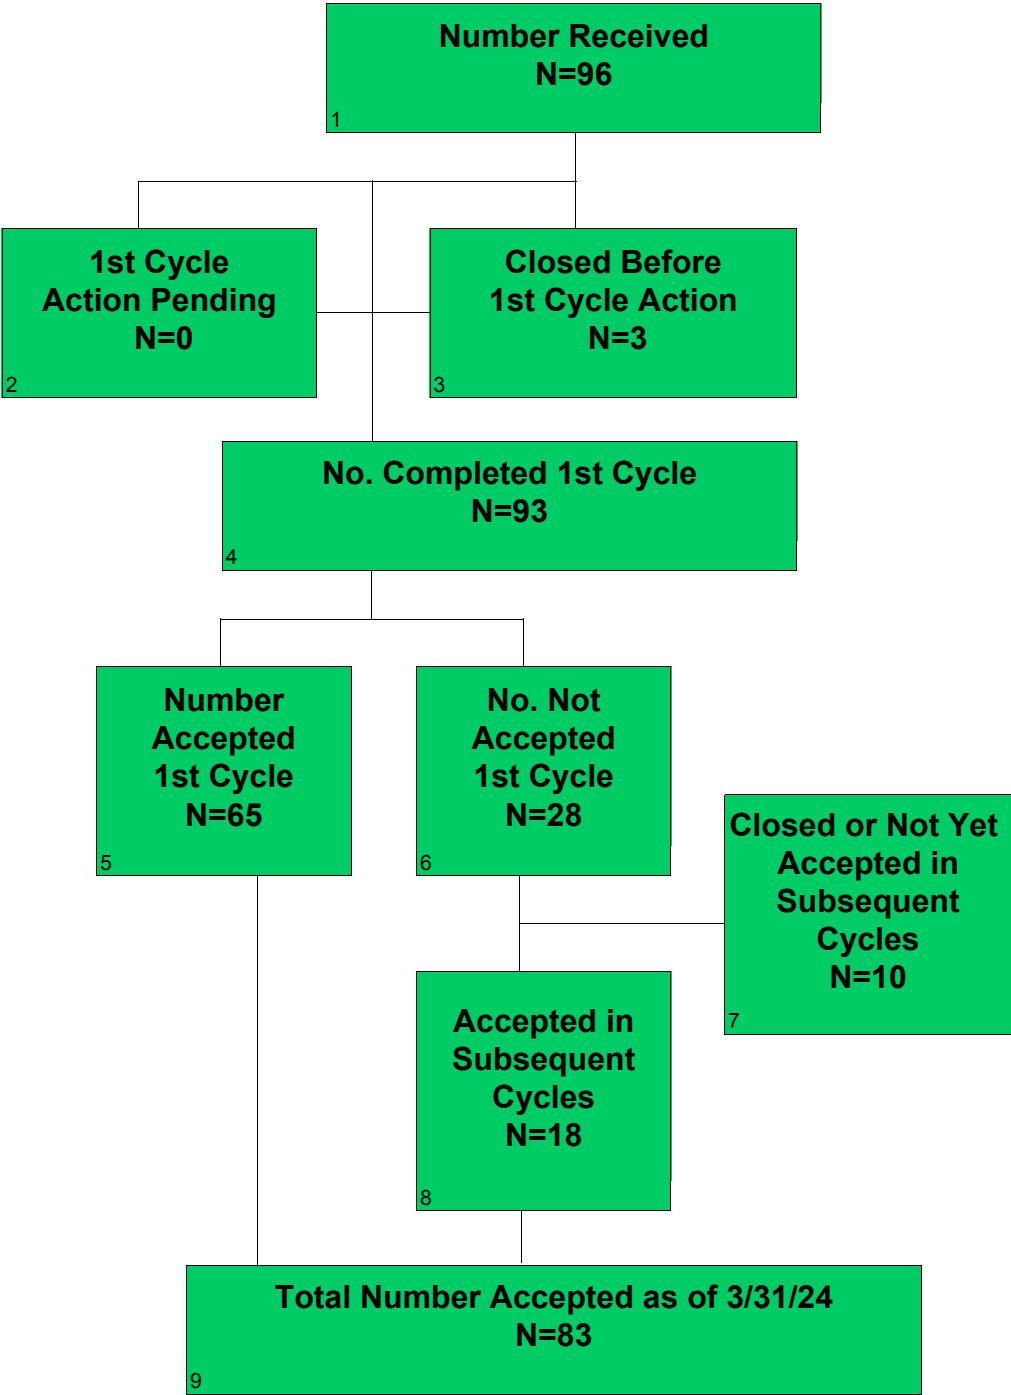 Number Received
N=96
1
1st Cycle
Action Pending
N=0
2
Closed Before
1st Cycle Action
N=3
3
No. Completed 1st Cycle
N=93
4
Number
Accepted
1st Cycle
N=65
5
No. Not
Accepted
1st Cycle
N=28
6
Closed or Not Yet
Accepted in
Subsequent
Cycles
N=10
7
Accepted in
Subsequent
Cycles
N=18
8
Total Number Accepted as of 3/31/24
N=83
9